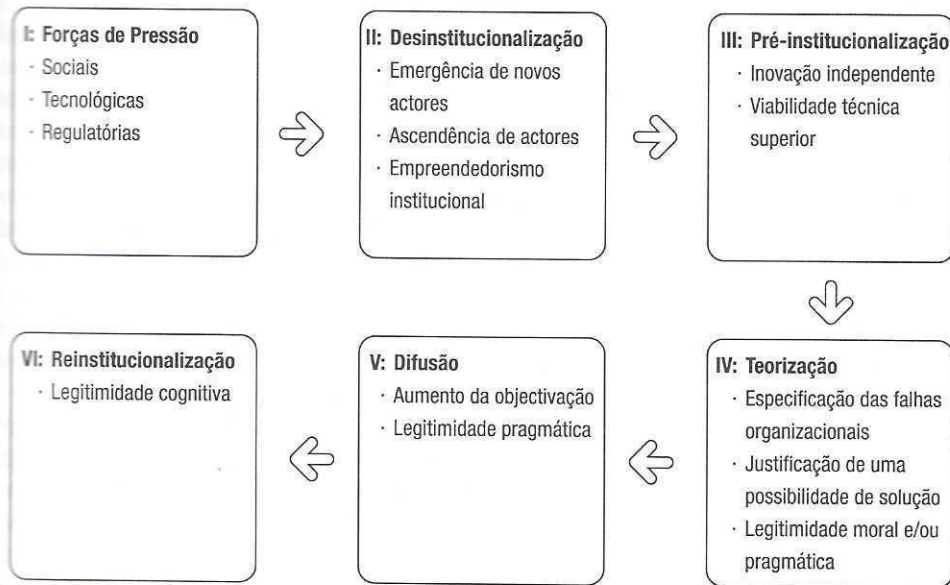 I: Forças de Pressão
- Sociais
- Tecnológicas
- Regulatórias
II: Desinstitucionalização
· Emergência de novos
actores
· Ascendência de actores
· Empreendedorismo
institucional
III: Pré-institucionalização
· Inovação independente
· Viabilidade técnica
superior
IV: Teorização
· Especificação das falhas
organizacionais
· Justificação de uma
possibilidade de solução
· Legitimidade moral e/ou
pragmática
V: Difusão
· Aumento da objectivação
· Legitimidade pragmática
VI: Reinstitucionalização
· Legitimidade cognitiva